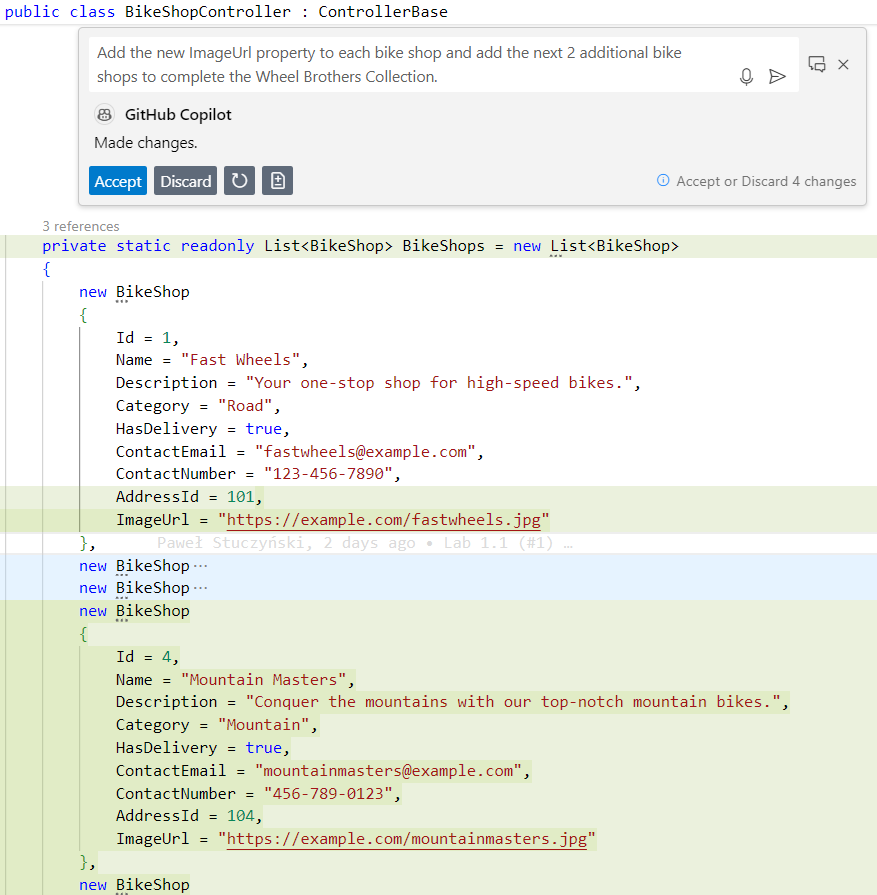 public class BikeShopController : ControllerBase
Add the new ImageUrl property to each bike shop and add the next 2 additional bike
shops to complete the Wheel Brothers Collection.
GitHub Copilot
Made changes.
Accept
Discard
Accept or Discard 4 changes
3 references
private static readonly List<BikeShop> BikeShops = new List<BikeShop>
{
new BikeShop
{
Id = 1,
Name = "Fast Wheels",
Description = "Your one-stop shop for high-speed bikes.",
Category = "Road",
HasDelivery = true,
ContactEmail = "fastwheels@example.com",
ContactNumber = "123-456-7890",
AddressId = 101,
ImageUrl = "https://example.com/fastwheels.jpg"
}, Paweł Stuczyński, 2 days ago • Lab 1.1 (#1) …
new BikeShop ···
new BikeShop ···
new BikeShop
{
Id = 4,
Name = "Mountain Masters",
Description = "Conquer the mountains with our top-notch mountain bikes.",
Category = "Mountain",
HasDelivery = true,
ContactEmail = "mountainmasters@example.com",
ContactNumber = "456-789-0123",
AddressId = 104,
ImageUrl = "https://example.com/mountainmasters.jpg"
},
new BikeShop